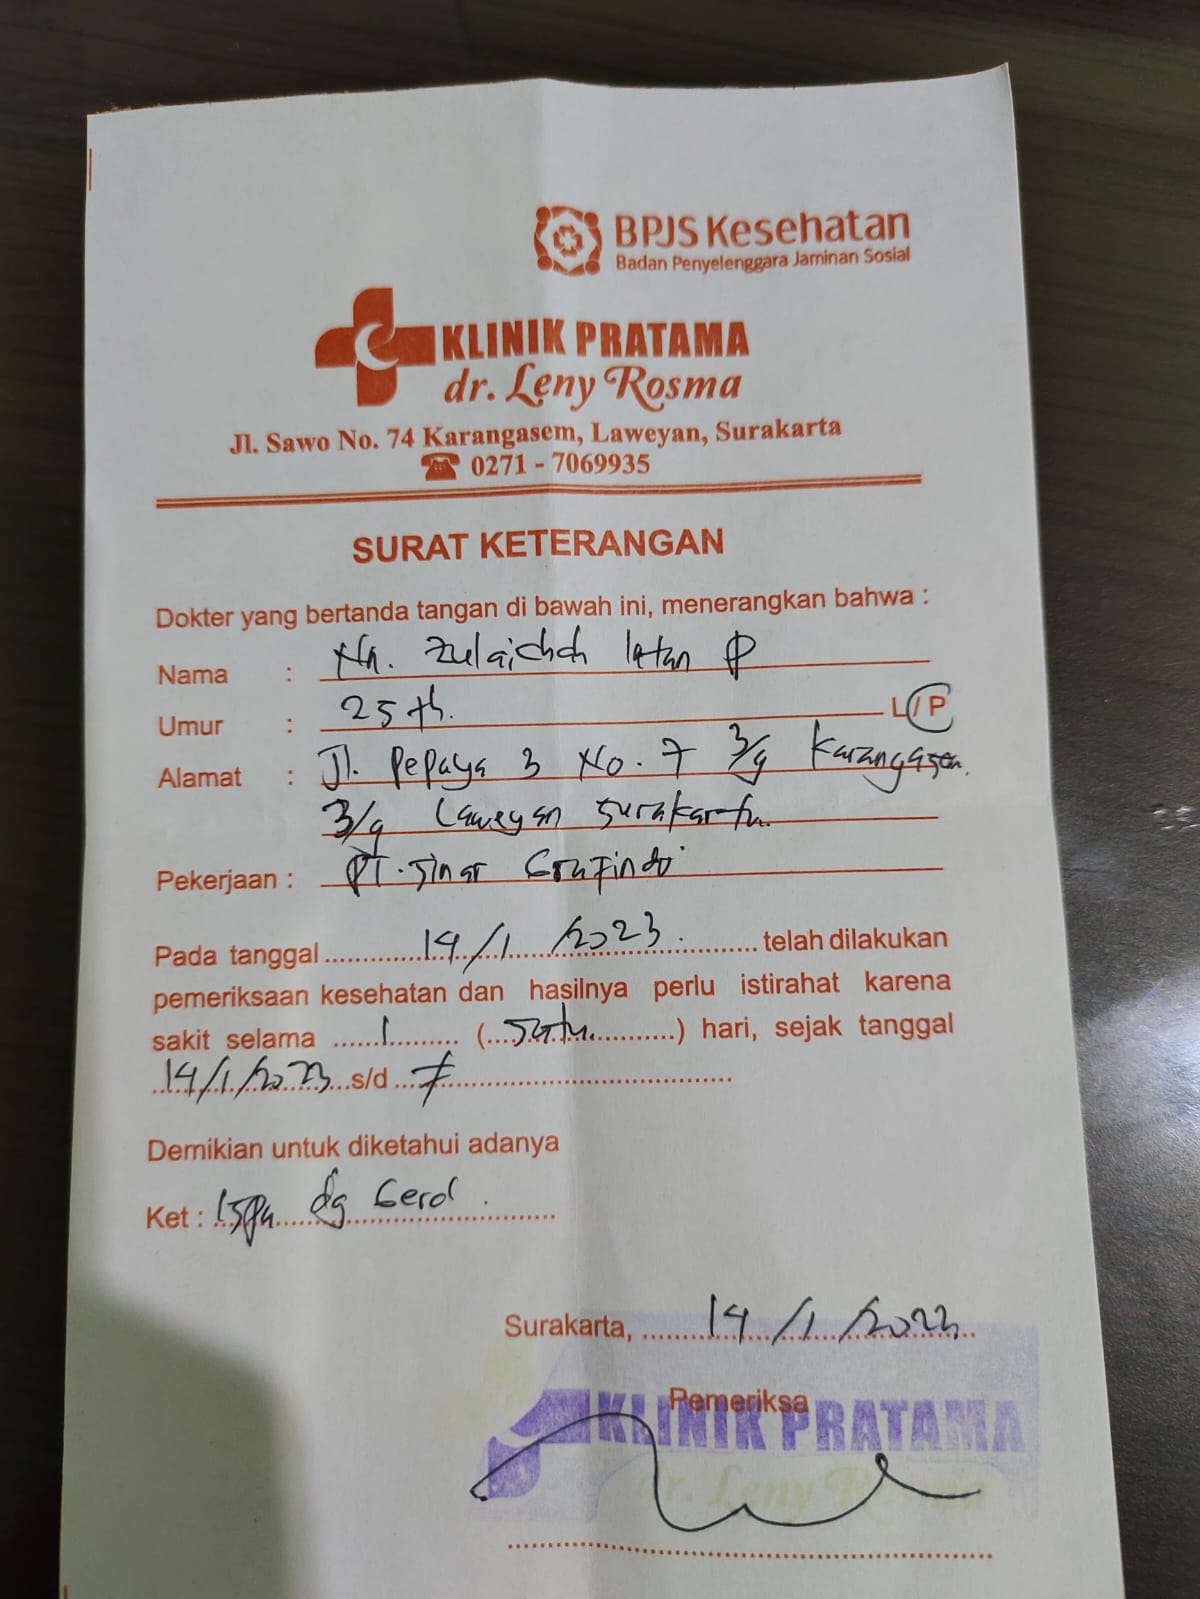 BPJS Kesehatan
Badan Penyelenggara Jaminan Sosial
KLINIK PRATAMA
dr. Leny Rosma
Jl. Sawo No. 74 Karangasem, Laweyan, Surakarta
☎ 0271 - 7069935
SURAT KETERANGAN
Dokter yang bertanda tangan di bawah ini, menerangkan bahwa :
Nama : Nn. Zulaichah Intan P
Umur : 25 th. L / P
Alamat : Jl. Pepaya 3 No. 7 3/9 Karangasem.
3/9 Laweyan Surakarta.
Pekerjaan : PT. Sinar Grafindo
Pada tanggal 14/1/2023. telah dilakukan
pemeriksaan kesehatan dan hasilnya perlu istirahat karena
sakit selama 1 (Satu) hari, sejak tanggal
14/1/2023 s/d
Demikian untuk diketahui adanya
Ket : Ispa dg Gerd.
Surakarta, 14/1/2023
Pemeriksa
KLINIK PRATAMA
dr. Leny Rosma